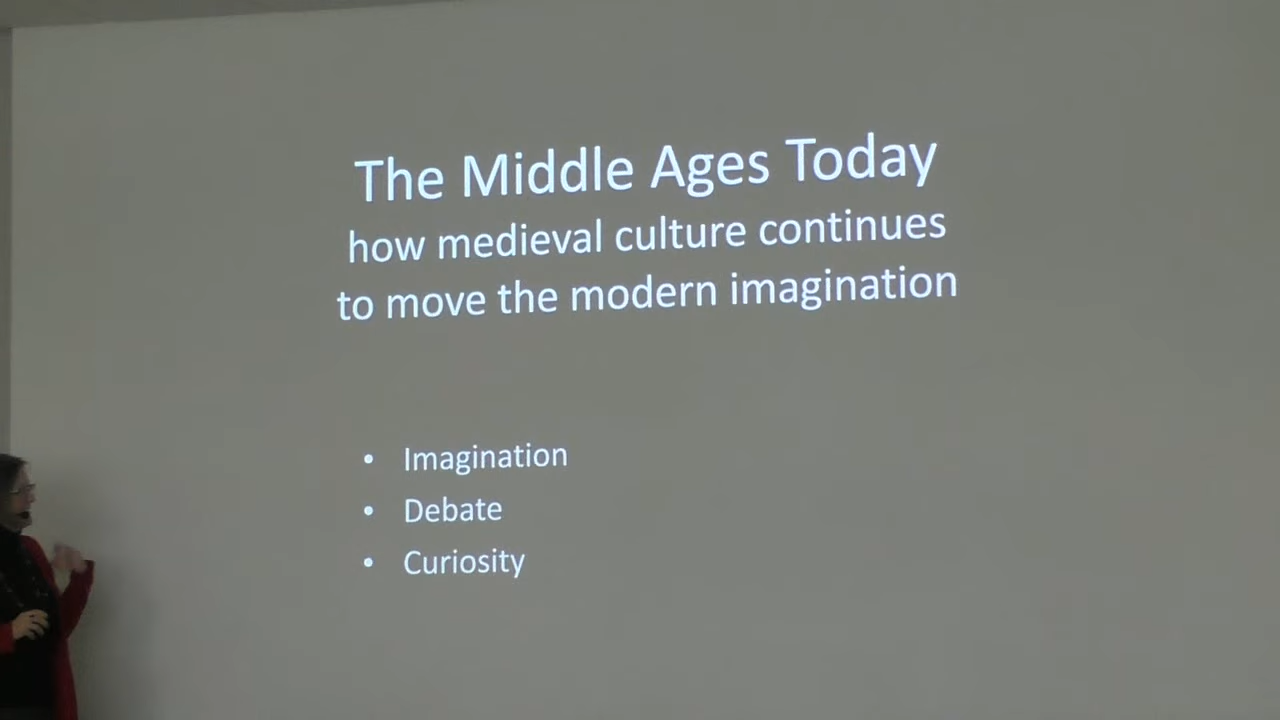 The Middle Ages Today
how medieval culture continues
to move the modern imagination
• Imagination
• Debate
• Curiosity